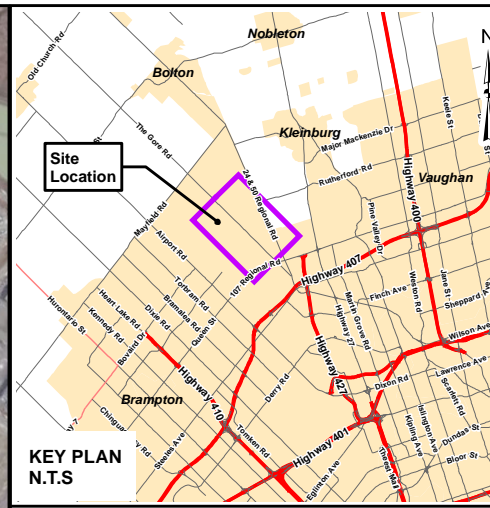 Nobleton
N
Old Church Rd
Bolton
Keele St
The Gore Rd
Kleinburg
Major Mackenzie Dr
Site
Location
24 & 50 Regional Rd
Rutherford Rd
Vaughan
Highway 400
Mayfield Rd
Pine Valley Dr
Airport Rd
107 Regional Rd
Highway 407
Weston Rd
Jane St
Torbram Rd
Finch Ave
Sheppard Ave
Hurontario St
Heart Lake Rd
Bramalea Rd
Queen St
Martin Grove Rd
Kennedy Rd
Dixie Rd
Highway 27
Wilson Ave
Bovaird Dr
Highway 427
Lawrence Ave
Derry Rd
Dixon Rd
Scarlett Rd
Brampton
Highway 410
Islington Ave
Kipling Ave
Dundas St
Steeles Ave
Tomken Rd
Highway 401
Bloor St
KEY PLAN
N.T.S
Eglinton Ave